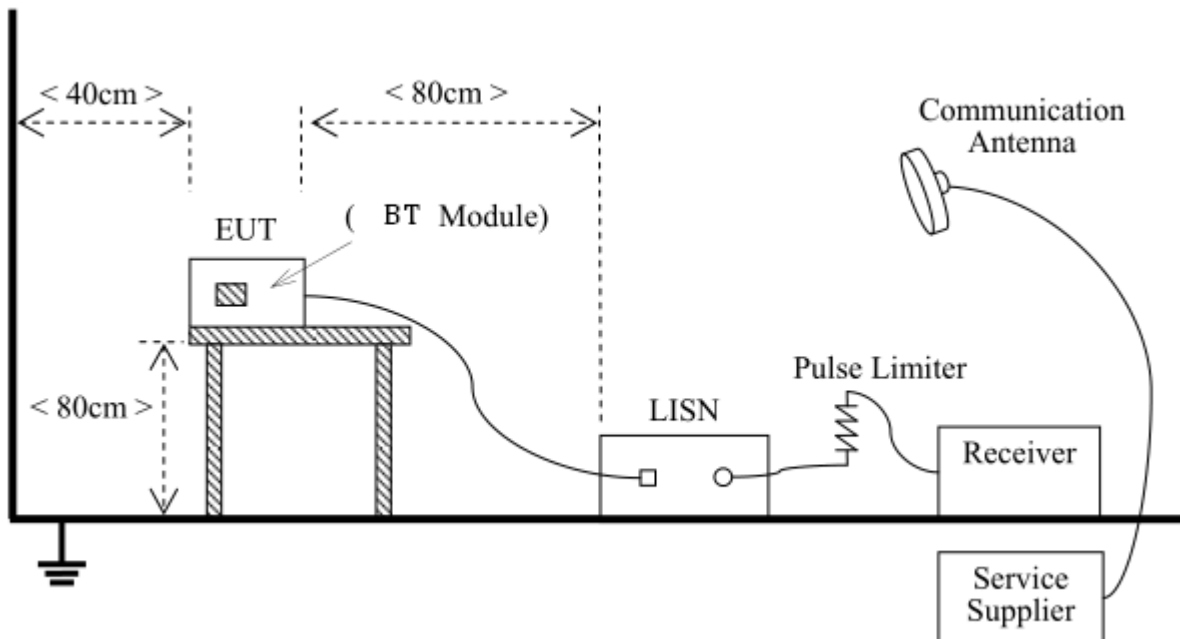 < 40cm >
< 80cm >
Communication
Antenna
( BT Module)
EUT
Pulse Limiter
< 80cm >
LISN
Receiver
Service
Supplier